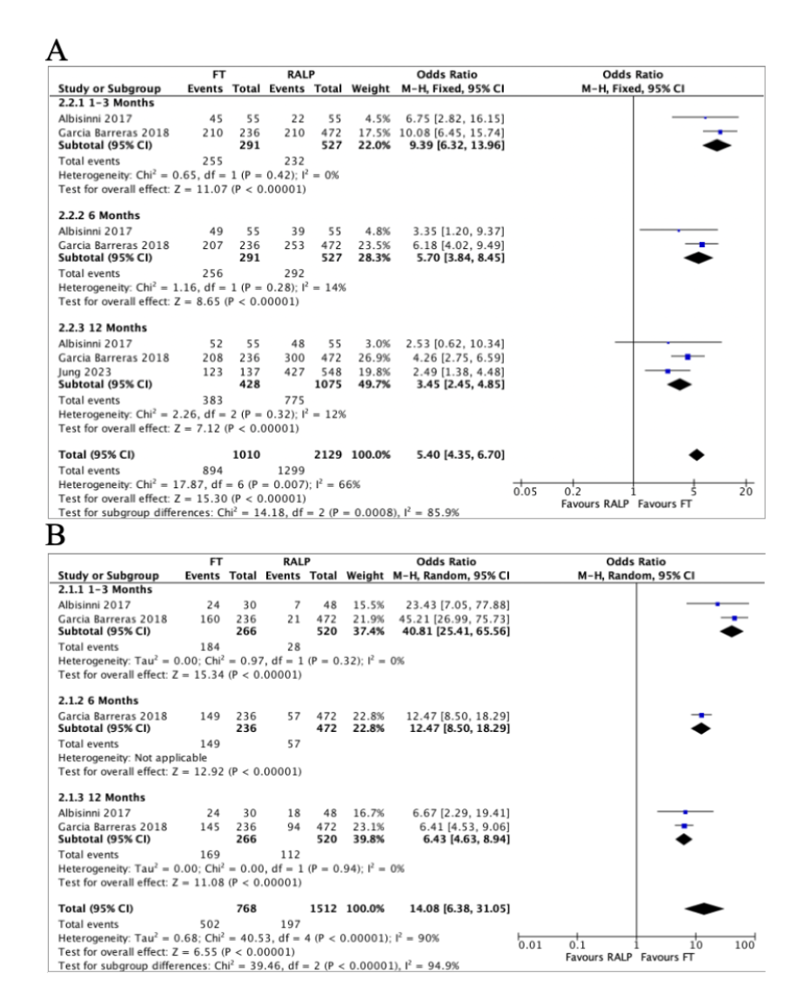 A
FT RALP Odds Ratio Odds Ratio
Study or Subgroup Events Total Events Total Weight M-H, Fixed, 95% CI M-H, Fixed, 95% CI
2.2.1 1-3 Months
Albisinni 2017 45 55 22 55 4.5% 6.75 [2.82, 16.15]
Garcia Barreras 2018 210 236 210 472 17.5% 10.08 [6.45, 15.74]
Subtotal (95% CI) 291 527 22.0% 9.39 [6.32, 13.96]
Total events 255 232
Heterogeneity: Chi² = 0.65, df = 1 (P = 0.42); I² = 0%
Test for overall effect: Z = 11.07 (P < 0.00001)
2.2.2 6 Months
Albisinni 2017 49 55 39 55 4.8% 3.35 [1.20, 9.37]
Garcia Barreras 2018 207 236 253 472 23.5% 6.18 [4.02, 9.49]
Subtotal (95% CI) 291 527 28.3% 5.70 [3.84, 8.45]
Total events 256 292
Heterogeneity: Chi² = 1.16, df = 1 (P = 0.28); I² = 14%
Test for overall effect: Z = 8.65 (P < 0.00001)
2.2.3 12 Months
Albisinni 2017 52 55 48 55 3.0% 2.53 [0.62, 10.34]
Garcia Barreras 2018 208 236 300 472 26.9% 4.26 [2.75, 6.59]
Jung 2023 123 137 427 548 19.8% 2.49 [1.38, 4.48]
Subtotal (95% CI) 428 1075 49.7% 3.45 [2.45, 4.85]
Total events 383 775
Heterogeneity: Chi² = 2.26, df = 2 (P = 0.32); I² = 12%
Test for overall effect: Z = 7.12 (P < 0.00001)
Total (95% CI) 1010 2129 100.0% 5.40 [4.35, 6.70]
Total events 894 1299
Heterogeneity: Chi² = 17.87, df = 6 (P = 0.007); I² = 66%
Test for overall effect: Z = 15.30 (P < 0.00001)
Test for subgroup differences: Chi² = 14.18, df = 2 (P = 0.0008), I² = 85.9%
0.05 0.2 1 5 20
Favours RALP Favours FT
B
FT RALP Odds Ratio Odds Ratio
Study or Subgroup Events Total Events Total Weight M-H, Random, 95% CI M-H, Random, 95% CI
2.1.1 1-3 Months
Albisinni 2017 24 30 7 48 15.5% 23.43 [7.05, 77.88]
Garcia Barreras 2018 160 236 21 472 21.9% 45.21 [26.99, 75.73]
Subtotal (95% CI) 266 520 37.4% 40.81 [25.41, 65.56]
Total events 184 28
Heterogeneity: Tau² = 0.00; Chi² = 0.97, df = 1 (P = 0.32); I² = 0%
Test for overall effect: Z = 15.34 (P < 0.00001)
2.1.2 6 Months
Garcia Barreras 2018 149 236 57 472 22.8% 12.47 [8.50, 18.29]
Subtotal (95% CI) 236 472 22.8% 12.47 [8.50, 18.29]
Total events 149 57
Heterogeneity: Not applicable
Test for overall effect: Z = 12.92 (P < 0.00001)
2.1.3 12 Months
Albisinni 2017 24 30 18 48 16.7% 6.67 [2.29, 19.41]
Garcia Barreras 2018 145 236 94 472 23.1% 6.41 [4.53, 9.06]
Subtotal (95% CI) 266 520 39.8% 6.43 [4.63, 8.94]
Total events 169 112
Heterogeneity: Tau² = 0.00; Chi² = 0.00, df = 1 (P = 0.94); I² = 0%
Test for overall effect: Z = 11.08 (P < 0.00001)
Total (95% CI) 768 1512 100.0% 14.08 [6.38, 31.05]
Total events 502 197
Heterogeneity: Tau² = 0.68; Chi² = 40.53, df = 4 (P < 0.00001); I² = 90%
Test for overall effect: Z = 6.55 (P < 0.00001)
Test for subgroup differences: Chi² = 39.46, df = 2 (P < 0.00001), I² = 94.9%
0.01 0.1 1 10 100
Favours RALP Favours FT